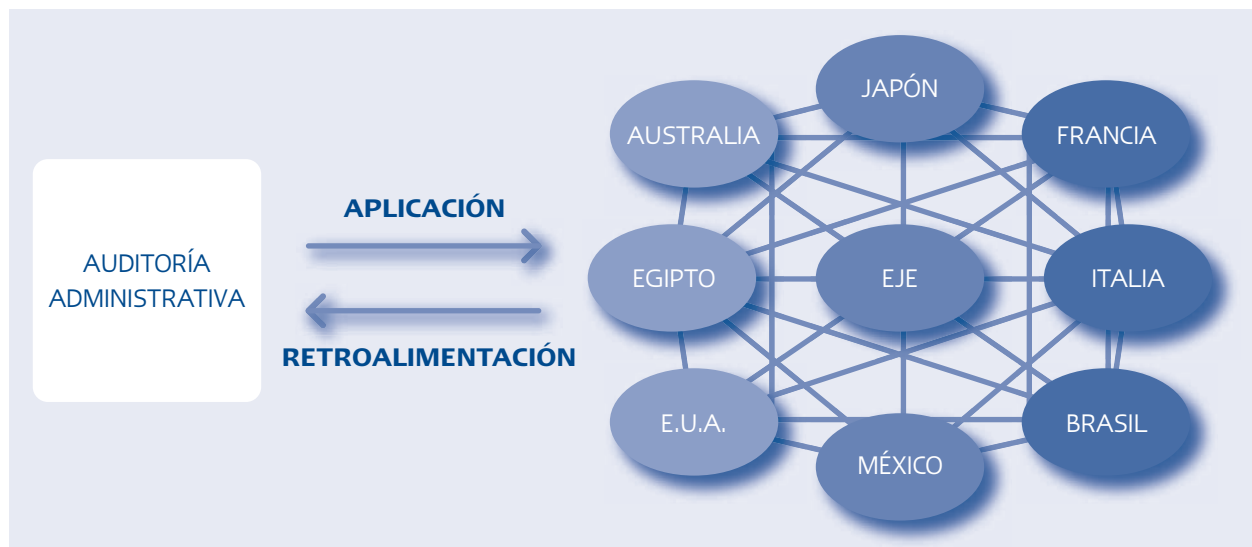 AUDITORÍA
ADMINISTRATIVA
APLICACIÓN
RETROALIMENTACIÓN
JAPÓN
AUSTRALIA
FRANCIA
EGIPTO
EJE
ITALIA
E.U.A.
BRASIL
MÉXICO